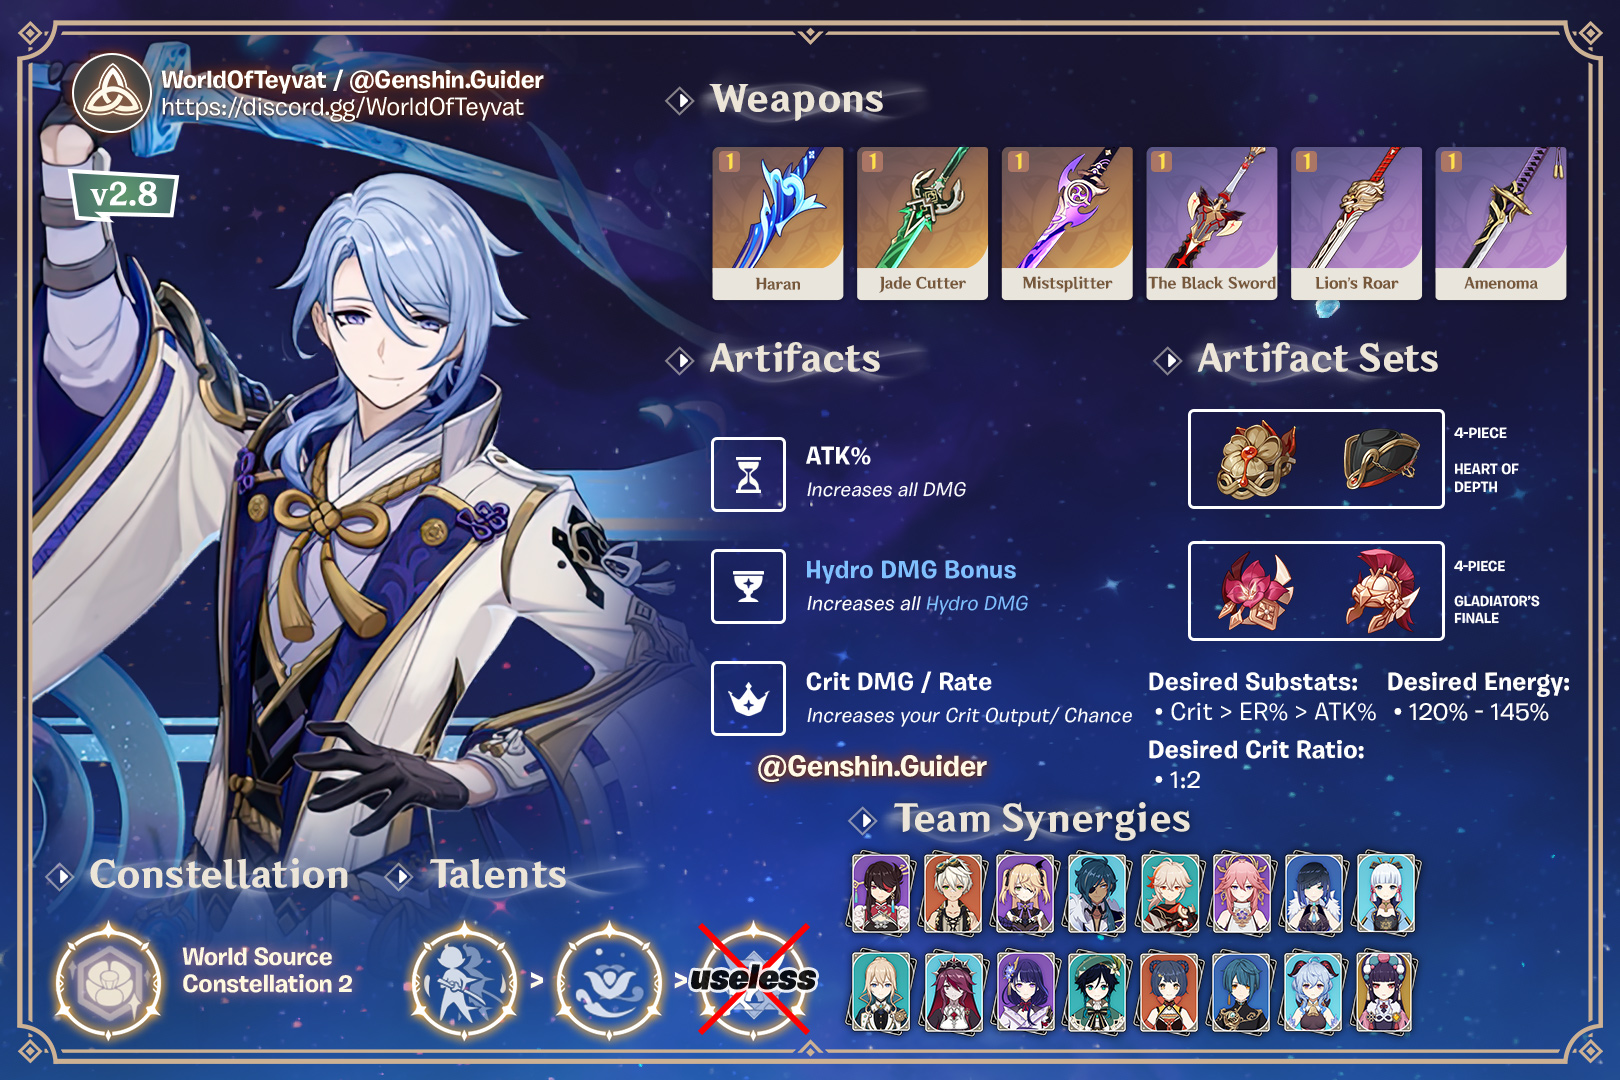 WorldOfTeyvat / @Genshin.Guider
https://discord.gg/WorldOfTeyvat
v2.8
Weapons
1 1 1 1 1 1
Haran
Jade Cutter
Mistsplitter
The Black Sword
Lion's Roar
Amenoma
Artifacts
ATK%
Increases all DMG
Hydro DMG Bonus
Increases all Hydro DMG
Crit DMG / Rate
Increases your Crit Output/ Chance
@Genshin.Guider
Artifact Sets
4-PIECE
HEART OF
DEPTH
4-PIECE
GLADIATOR'S
FINALE
Desired Substats:
• Crit > ER% > ATK%
Desired Energy:
• 120% - 145%
Desired Crit Ratio:
• 1:2
Team Synergies
Constellation
World Source
Constellation 2
Talents
> > useless